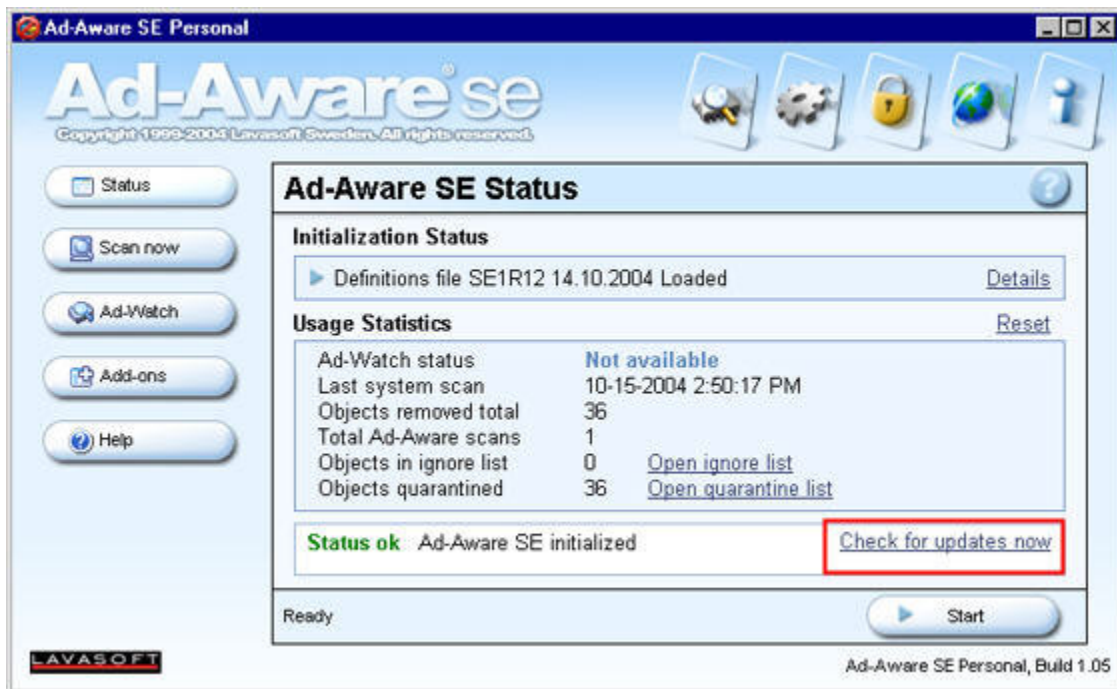 Ad-Aware SE Personal
Ad-Aware® se
Copyright 1999-2004 Lavasoft Sweden. All rights reserved.
Status
Scan now
Ad-Watch
Add-ons
Help
Ad-Aware SE Status
Initialization Status
Definitions file SE1R12 14.10.2004 Loaded Details
Usage Statistics Reset
Ad-Watch status Not available
Last system scan 10-15-2004 2:50:17 PM
Objects removed total 36
Total Ad-Aware scans 1
Objects in ignore list 0 Open ignore list
Objects quarantined 36 Open quarantine list
Status ok Ad-Aware SE initialized Check for updates now
Ready Start
LAVASOFT
Ad-Aware SE Personal, Build 1.05